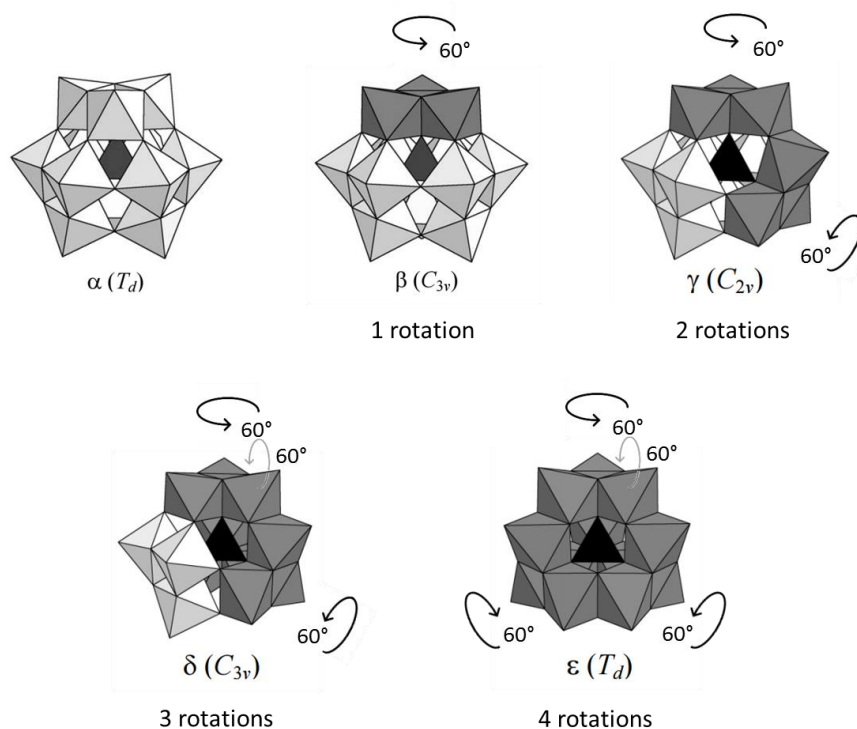 60°
60°
α (Td)
β (C3v)
60°
γ (C2v)
1 rotation
2 rotations
60°
60°
60°
60°
60°
60°
60°
δ (C3v)
ε (Td)
3 rotations
4 rotations